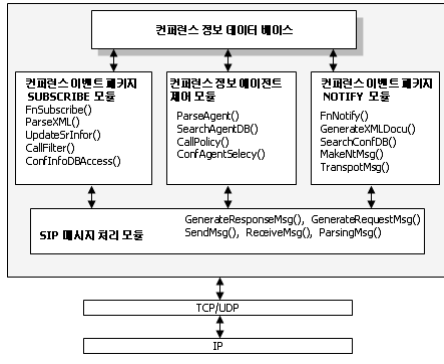 컨퍼런스 정보 데이터 베이스
컨퍼런스 이벤트 패키지
SUBSCRIBE 모듈
FnSubscribe()
ParseXML()
UpdateSrInfor()
CallFilter()
ConfInfoDBAccess()
컨퍼런스 정보 에이전트
제어 모듈
ParseAgent()
SearchAgentDB()
CallPolicy()
ConfAgentSelecy()
컨퍼런스 이벤트 패키지
NOTIFY 모듈
FnNotify()
GenerateXMLDocu()
SearchConfDB()
MakeNtMsg()
TranspotMsg()
SIP 메시지 처리 모듈
GenerateResponseMsg(), GenerateRequestMsg()
SendMsg(), ReceiveMsg(), ParsingMsg()
TCP/UDP
IP